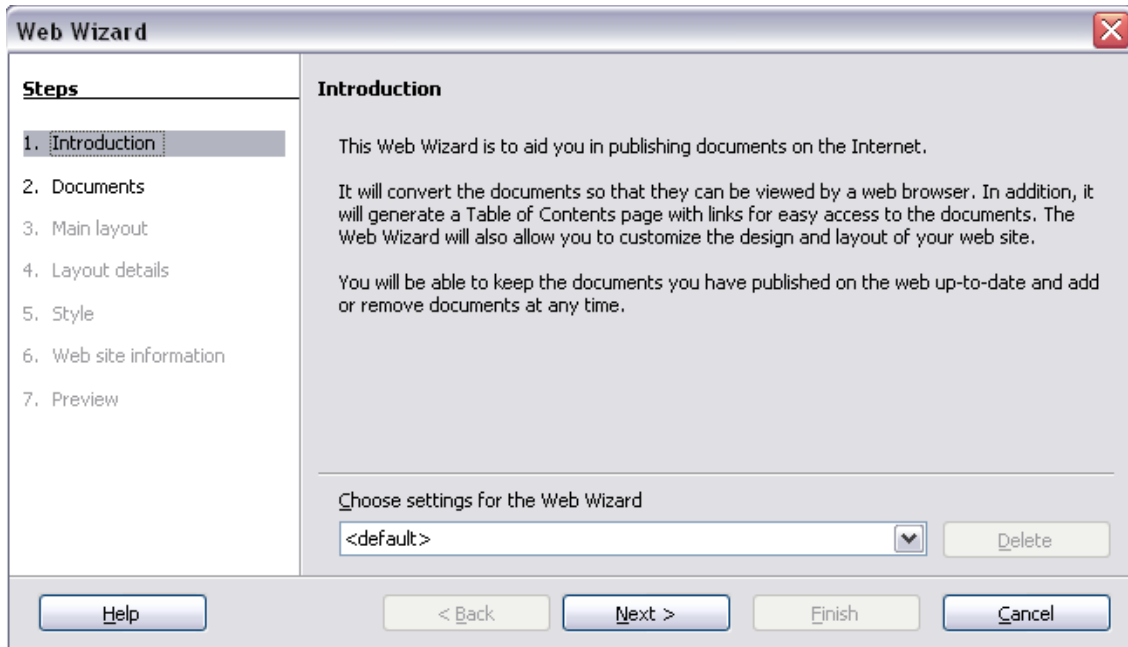 Web Wizard
Steps
1. Introduction
2. Documents
3. Main layout
4. Layout details
5. Style
6. Web site information
7. Preview
Introduction
This Web Wizard is to aid you in publishing documents on the Internet.
It will convert the documents so that they can be viewed by a web browser. In addition, it
will generate a Table of Contents page with links for easy access to the documents. The
Web Wizard will also allow you to customize the design and layout of your web site.
You will be able to keep the documents you have published on the web up-to-date and add
or remove documents at any time.
Choose settings for the Web Wizard
<default>
Delete
Help
< Back
Next >
Finish
Cancel